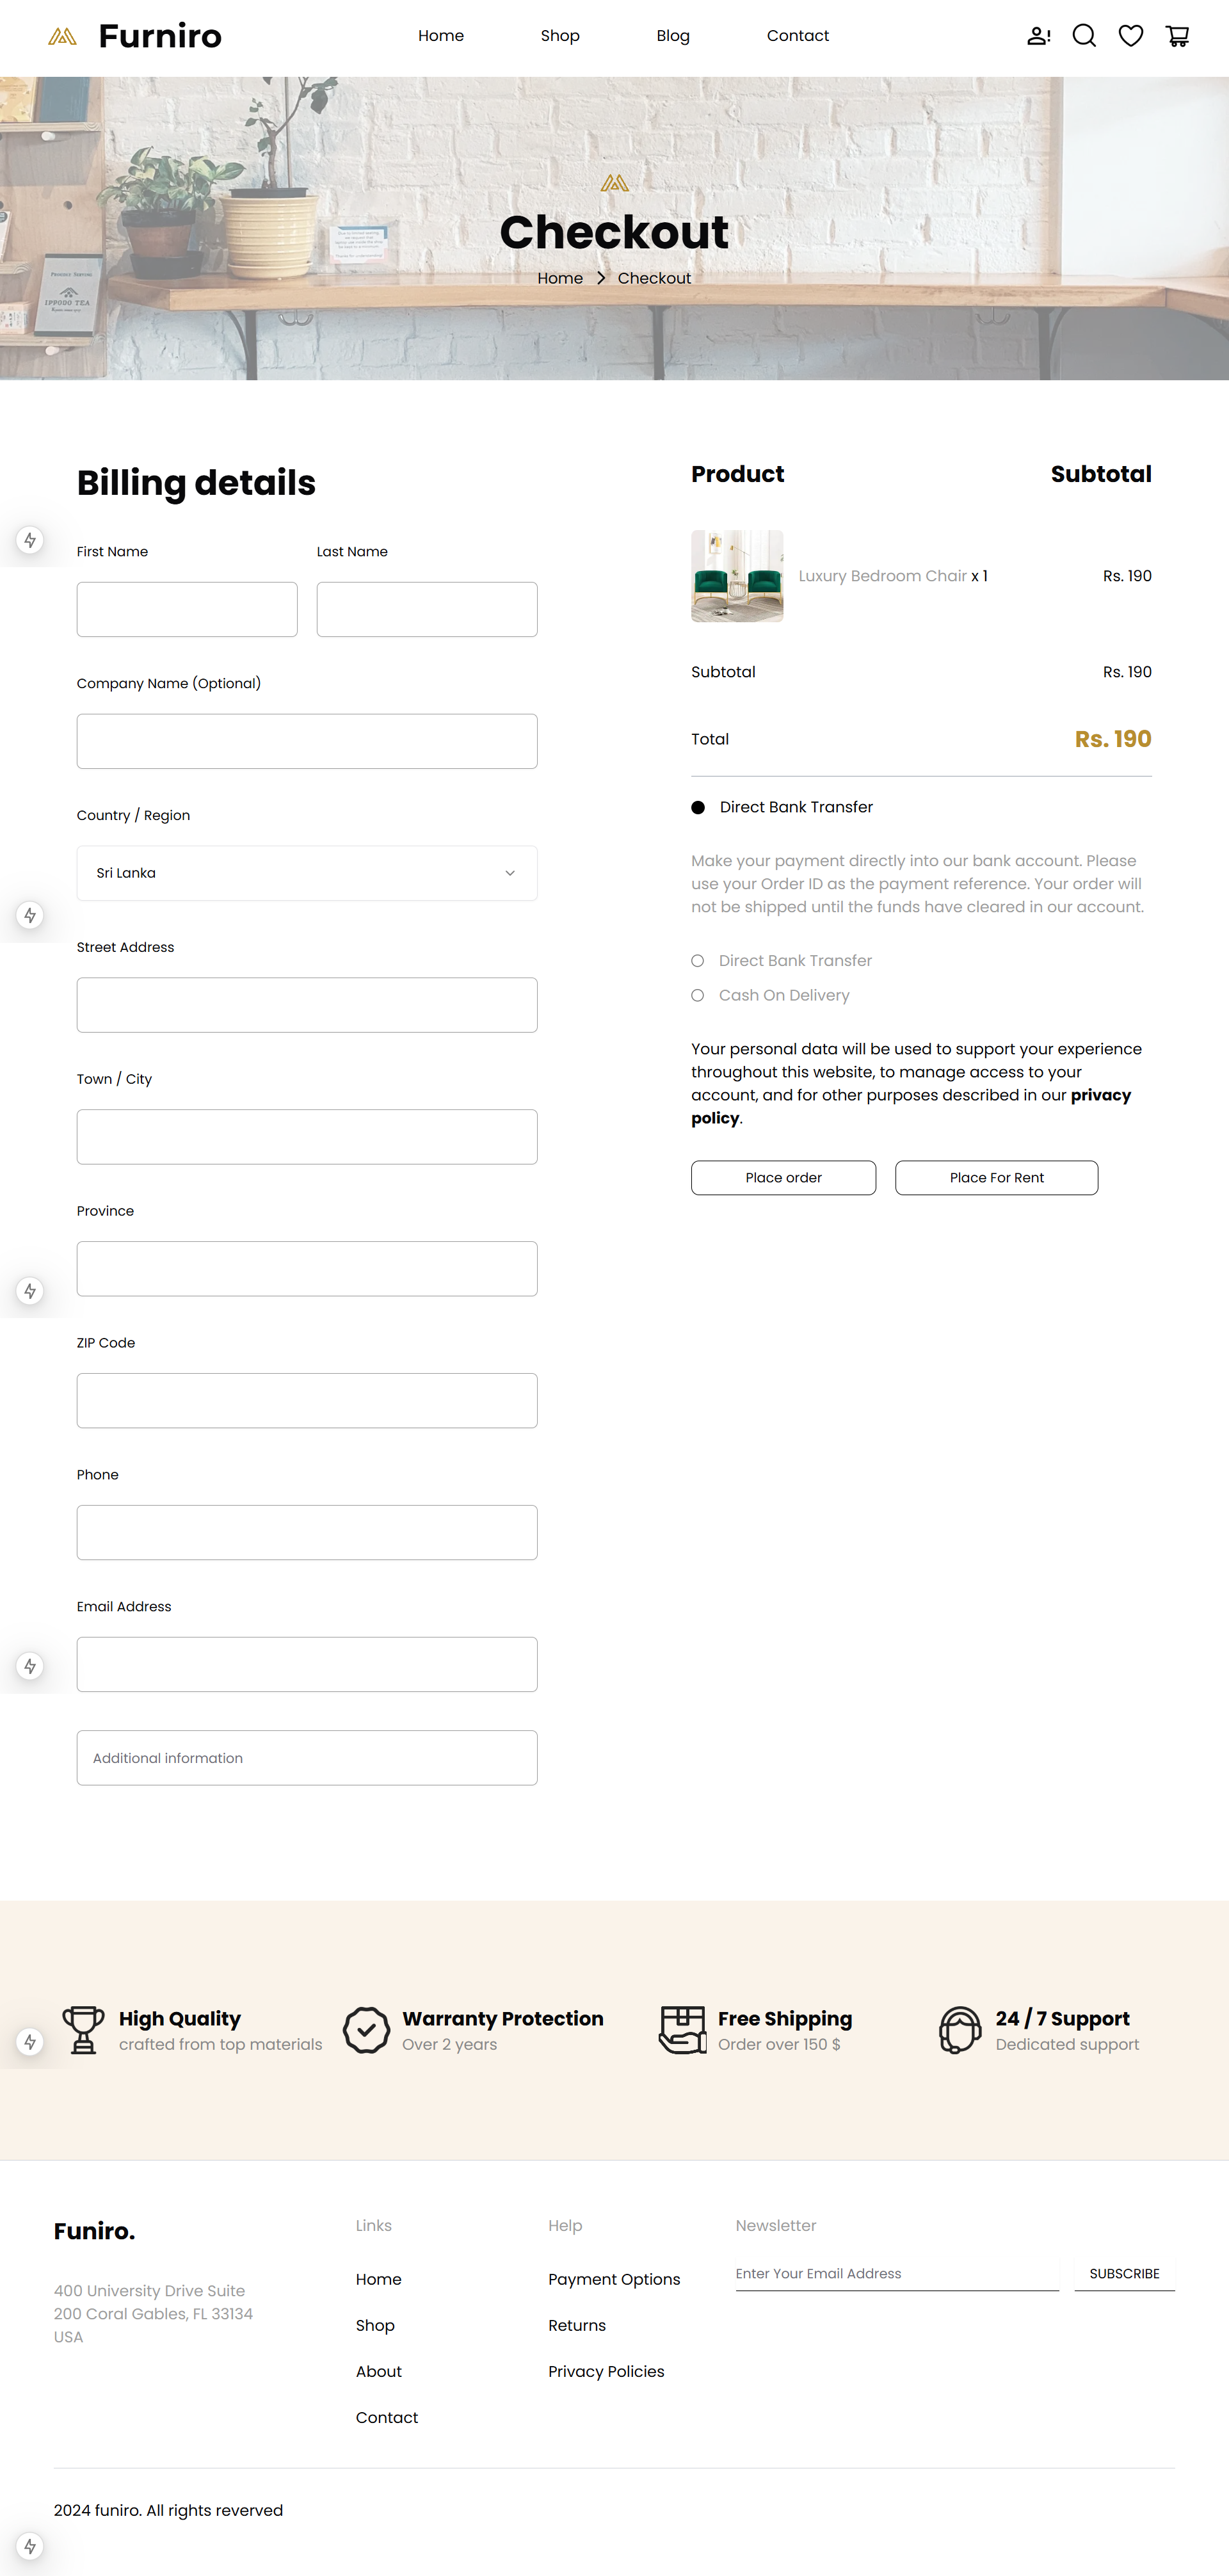 Furniro
Home
Shop
Blog
Contact
IPPODO TEA
Checkout
Home
Checkout
Billing details
First Name
Last Name
Company Name (Optional)
Country / Region
Sri Lanka
Street Address
Town / City
Province
ZIP Code
Phone
Email Address
Additional information
Product
Subtotal
Luxury Bedroom Chair x 1
Rs. 190
Subtotal
Rs. 190
Total
Rs. 190
Direct Bank Transfer
Make your payment directly into our bank account. Please
use your Order ID as the payment reference. Your order will
not be shipped until the funds have cleared in our account.
Direct Bank Transfer
Cash On Delivery
Your personal data will be used to support your experience
throughout this website, to manage access to your
account, and for other purposes described in our privacy
policy.
Place order
Place For Rent
High Quality
crafted from top materials
Warranty Protection
Over 2 years
Free Shipping
Order over 150 $
24 / 7 Support
Dedicated support
Funiro.
400 University Drive Suite
200 Coral Gables, FL 33134
USA
Links
Home
Shop
About
Contact
Help
Payment Options
Returns
Privacy Policies
Newsletter
Enter Your Email Address
SUBSCRIBE
2024 funiro. All rights reverved